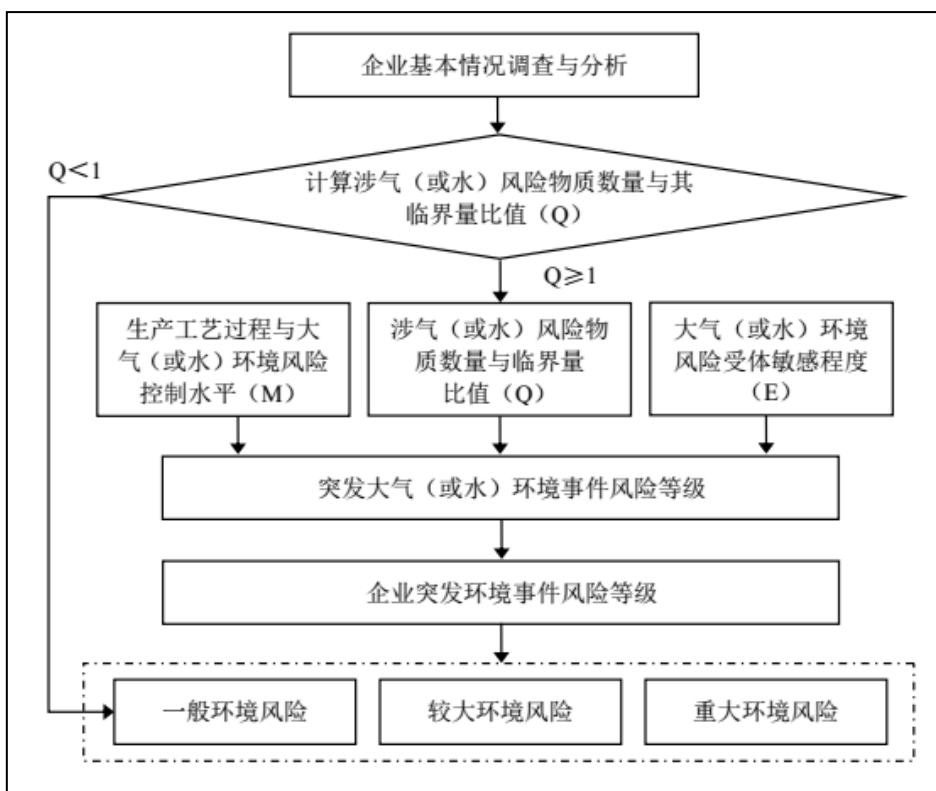 企业基本情况调查与分析
Q＜1
计算涉气（或水）风险物质数量与其
临界量比值（Q）
Q≥1
生产工艺过程与大
气（或水）环境风险
控制水平（M）
涉气（或水）风险物
质数量与临界量
比值（Q）
大气（或水）环境
风险受体敏感程度
（E）
突发大气（或水）环境事件风险等级
企业突发环境事件风险等级
一般环境风险
较大环境风险
重大环境风险